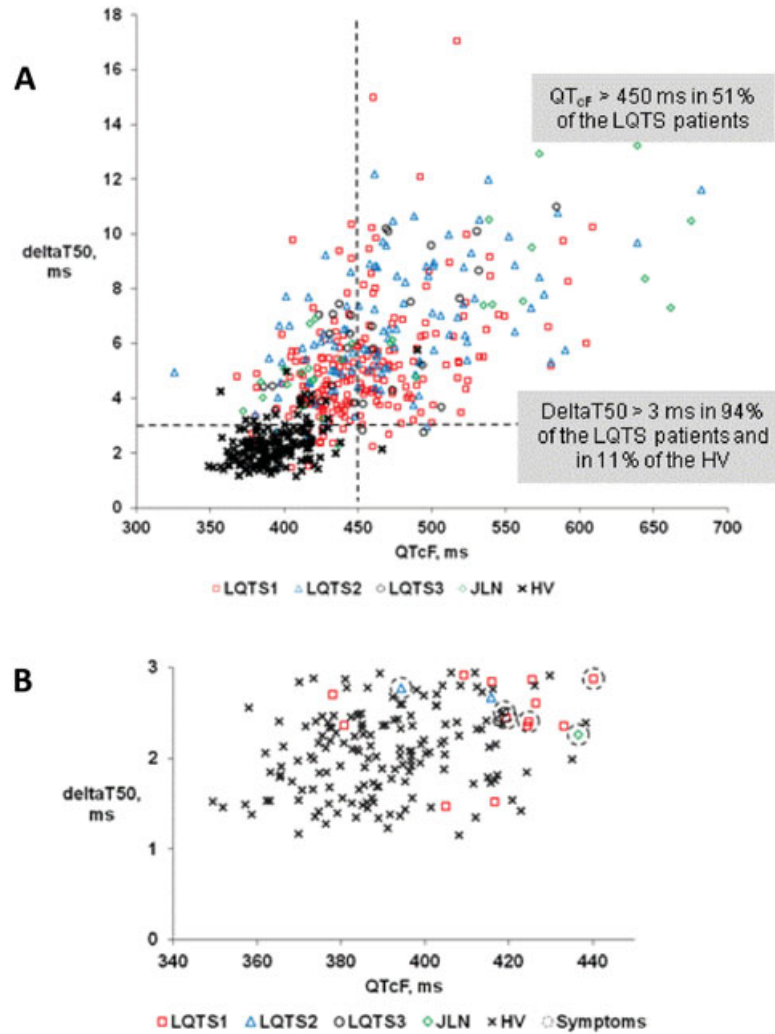 A
18
16
14
12
10
8
6
4
2
0
deltaT50,
ms
300 350 400 450 500 550 600 650 700
QTcF, ms
QTcF > 450 ms in 51%
of the LQTS patients
DeltaT50 > 3 ms in 94%
of the LQTS patients and
in 11% of the HV
LQTS1 LQTS2 LQTS3 JLN HV
B
3
2
1
0
deltaT50,
ms
340 360 380 400 420 440
QTcF, ms
LQTS1 LQTS2 LQTS3 JLN HV Symptoms